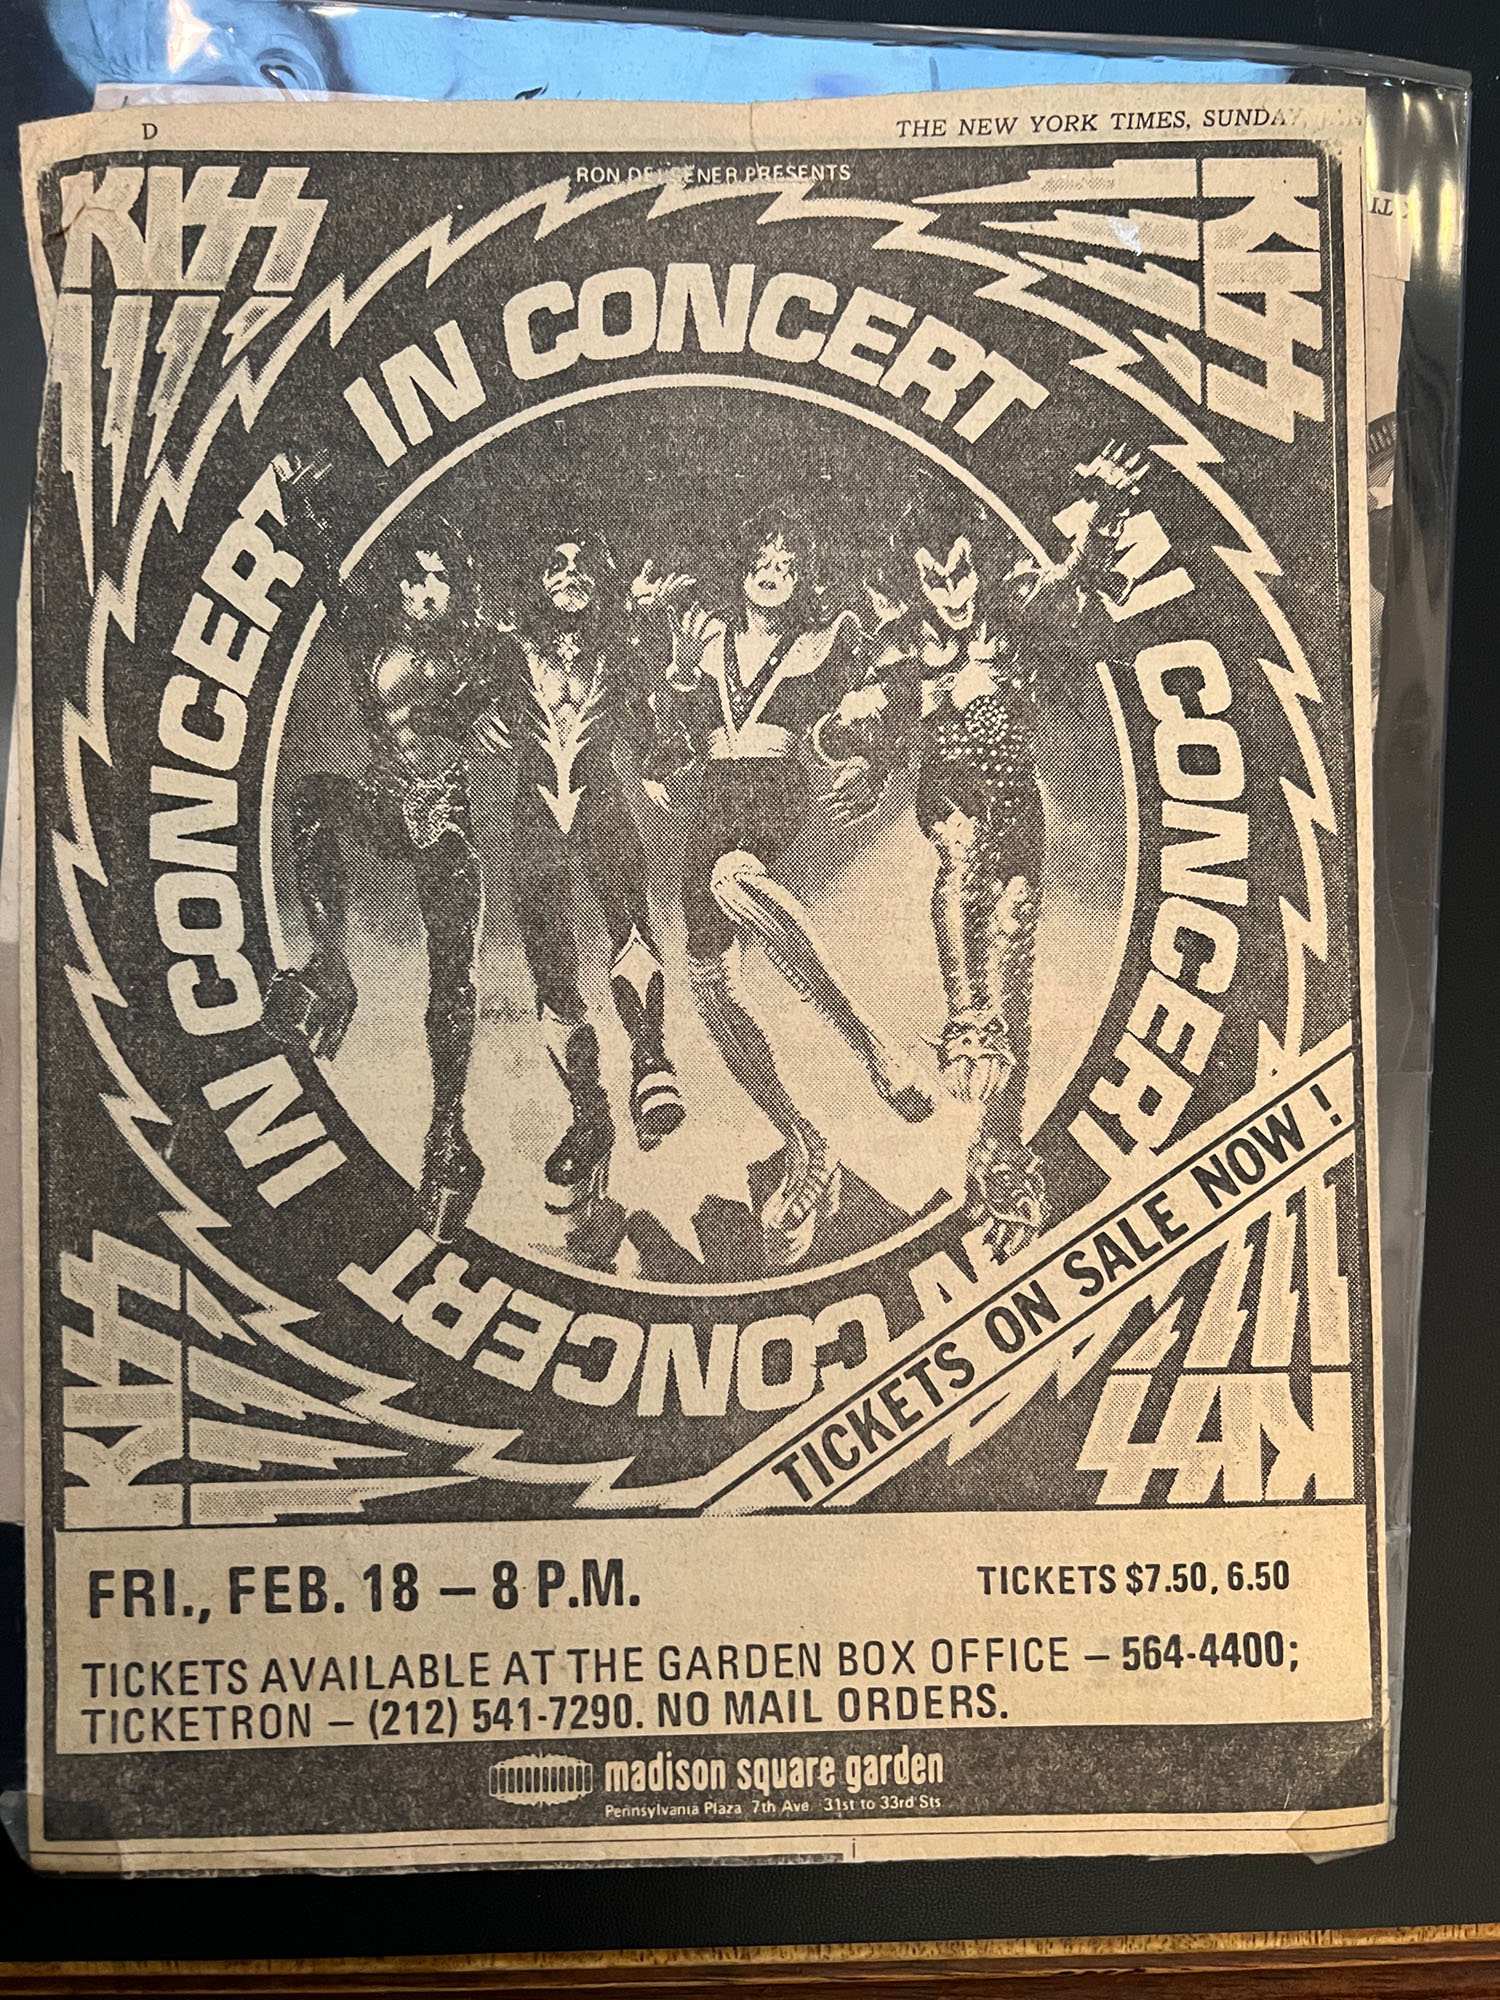 D
THE NEW YORK TIMES, SUNDAY,
RON DELSENER PRESENTS
KISS
KISS
IN CONCERT
IN CONCERT
IN CONCERT
IN CONCERT
KISS
KISS
TICKETS ON SALE NOW!
FRI., FEB. 18 – 8 P.M.
TICKETS $7.50, 6.50
TICKETS AVAILABLE AT THE GARDEN BOX OFFICE – 564-4400;
TICKETRON – (212) 541-7290. NO MAIL ORDERS.
madison square garden
Pennsylvania Plaza 7th Ave 31st to 33rd Sts